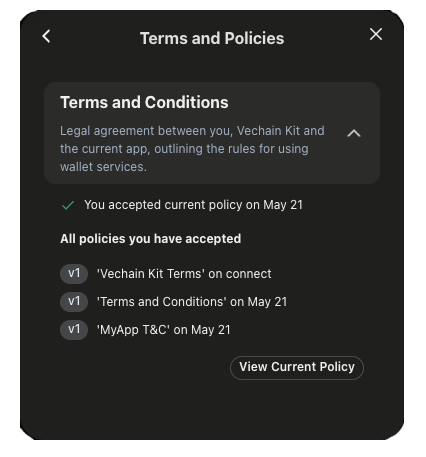 Terms and Policies
Terms and Conditions
Legal agreement between you, Vechain Kit and
the current app, outlining the rules for using
wallet services.
You accepted current policy on May 21
All policies you have accepted
v1 'Vechain Kit Terms' on connect
v1 'Terms and Conditions' on May 21
v1 'MyApp T&C' on May 21
View Current Policy